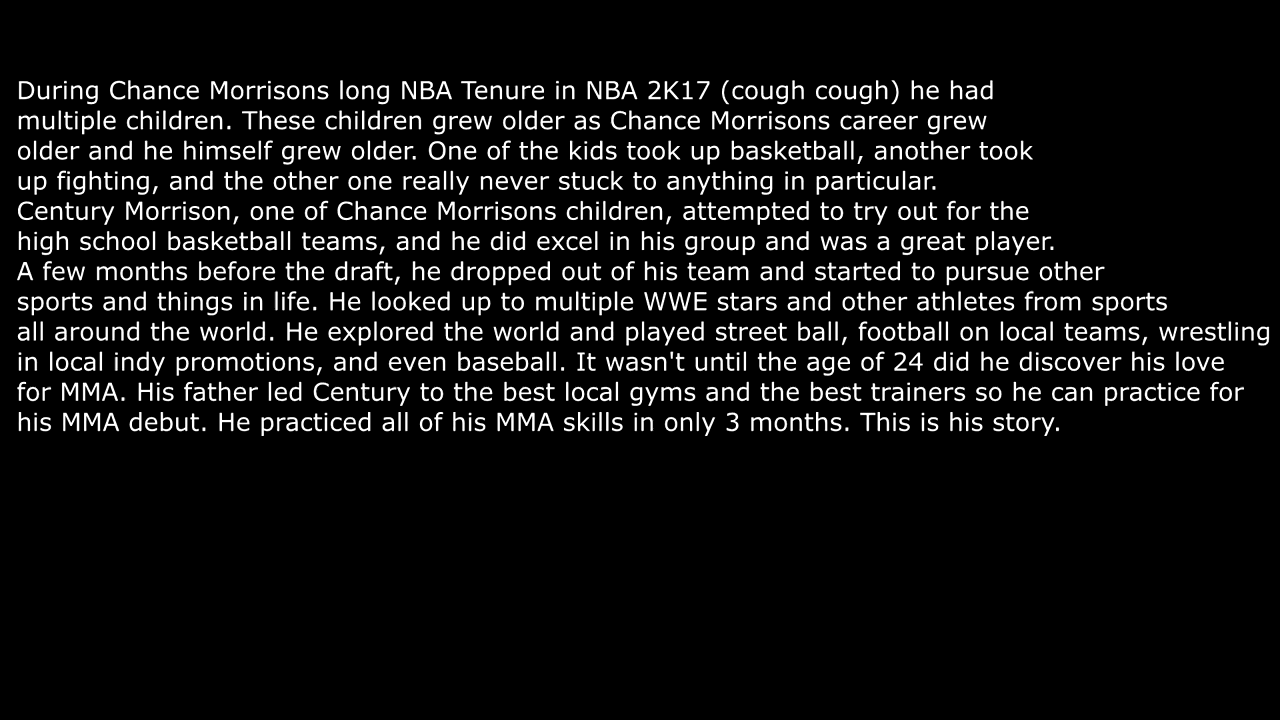 During Chance Morrisons long NBA Tenure in NBA 2K17 (cough cough) he had
multiple children. These children grew older as Chance Morrisons career grew
older and he himself grew older. One of the kids took up basketball, another took
up fighting, and the other one really never stuck to anything in particular.
Century Morrison, one of Chance Morrisons children, attempted to try out for the
high school basketball teams, and he did excel in his group and was a great player.
A few months before the draft, he dropped out of his team and started to pursue other
sports and things in life. He looked up to multiple WWE stars and other athletes from sports
all around the world. He explored the world and played street ball, football on local teams, wrestling
in local indy promotions, and even baseball. It wasn't until the age of 24 did he discover his love
for MMA. His father led Century to the best local gyms and the best trainers so he can practice for
his MMA debut. He practiced all of his MMA skills in only 3 months. This is his story.